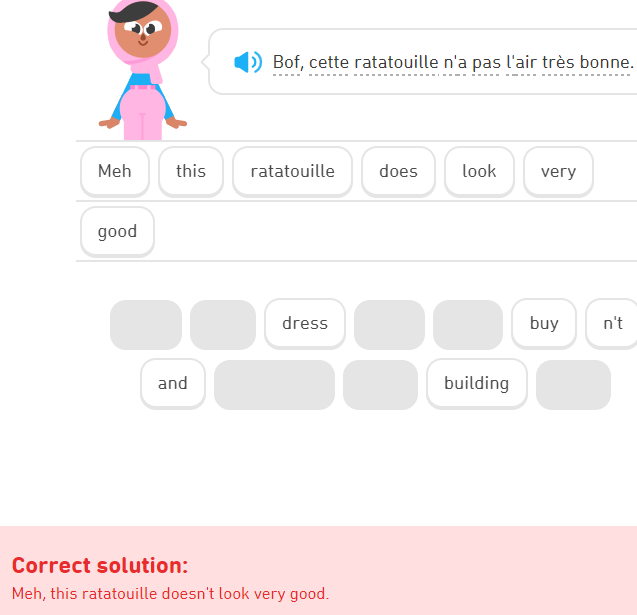 Bof, cette ratatouille n'a pas l'air très bonne.
Meh this ratatouille does look very
good
dress buy n't
and building
Correct solution:
Meh, this ratatouille doesn't look very good.